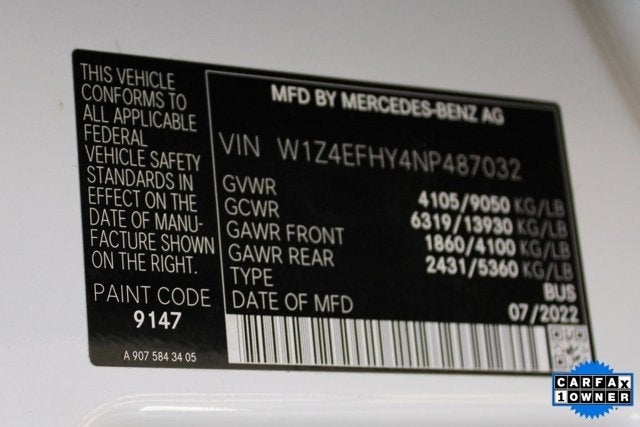 THIS VEHICLE
CONFORMS TO
ALL APPLICABLE
FEDERAL
VEHICLE SAFETY
STANDARDS IN
EFFECT ON THE
DATE OF MANU-
FACTURE SHOWN
ON THE RIGHT.
PAINT CODE
9147
A 907 584 34 05
MFD BY MERCEDES-BENZ AG
VIN W1Z4EFHY4NP487032
GVWR 4105/9050 KG/LB
GCWR 6319/13930 KG/LB
GAWR FRONT 1860/4100 KG/LB
GAWR REAR 2431/5360 KG/LB
TYPE BUS
DATE OF MFD 07/2022
CARFAX
1 OWNER